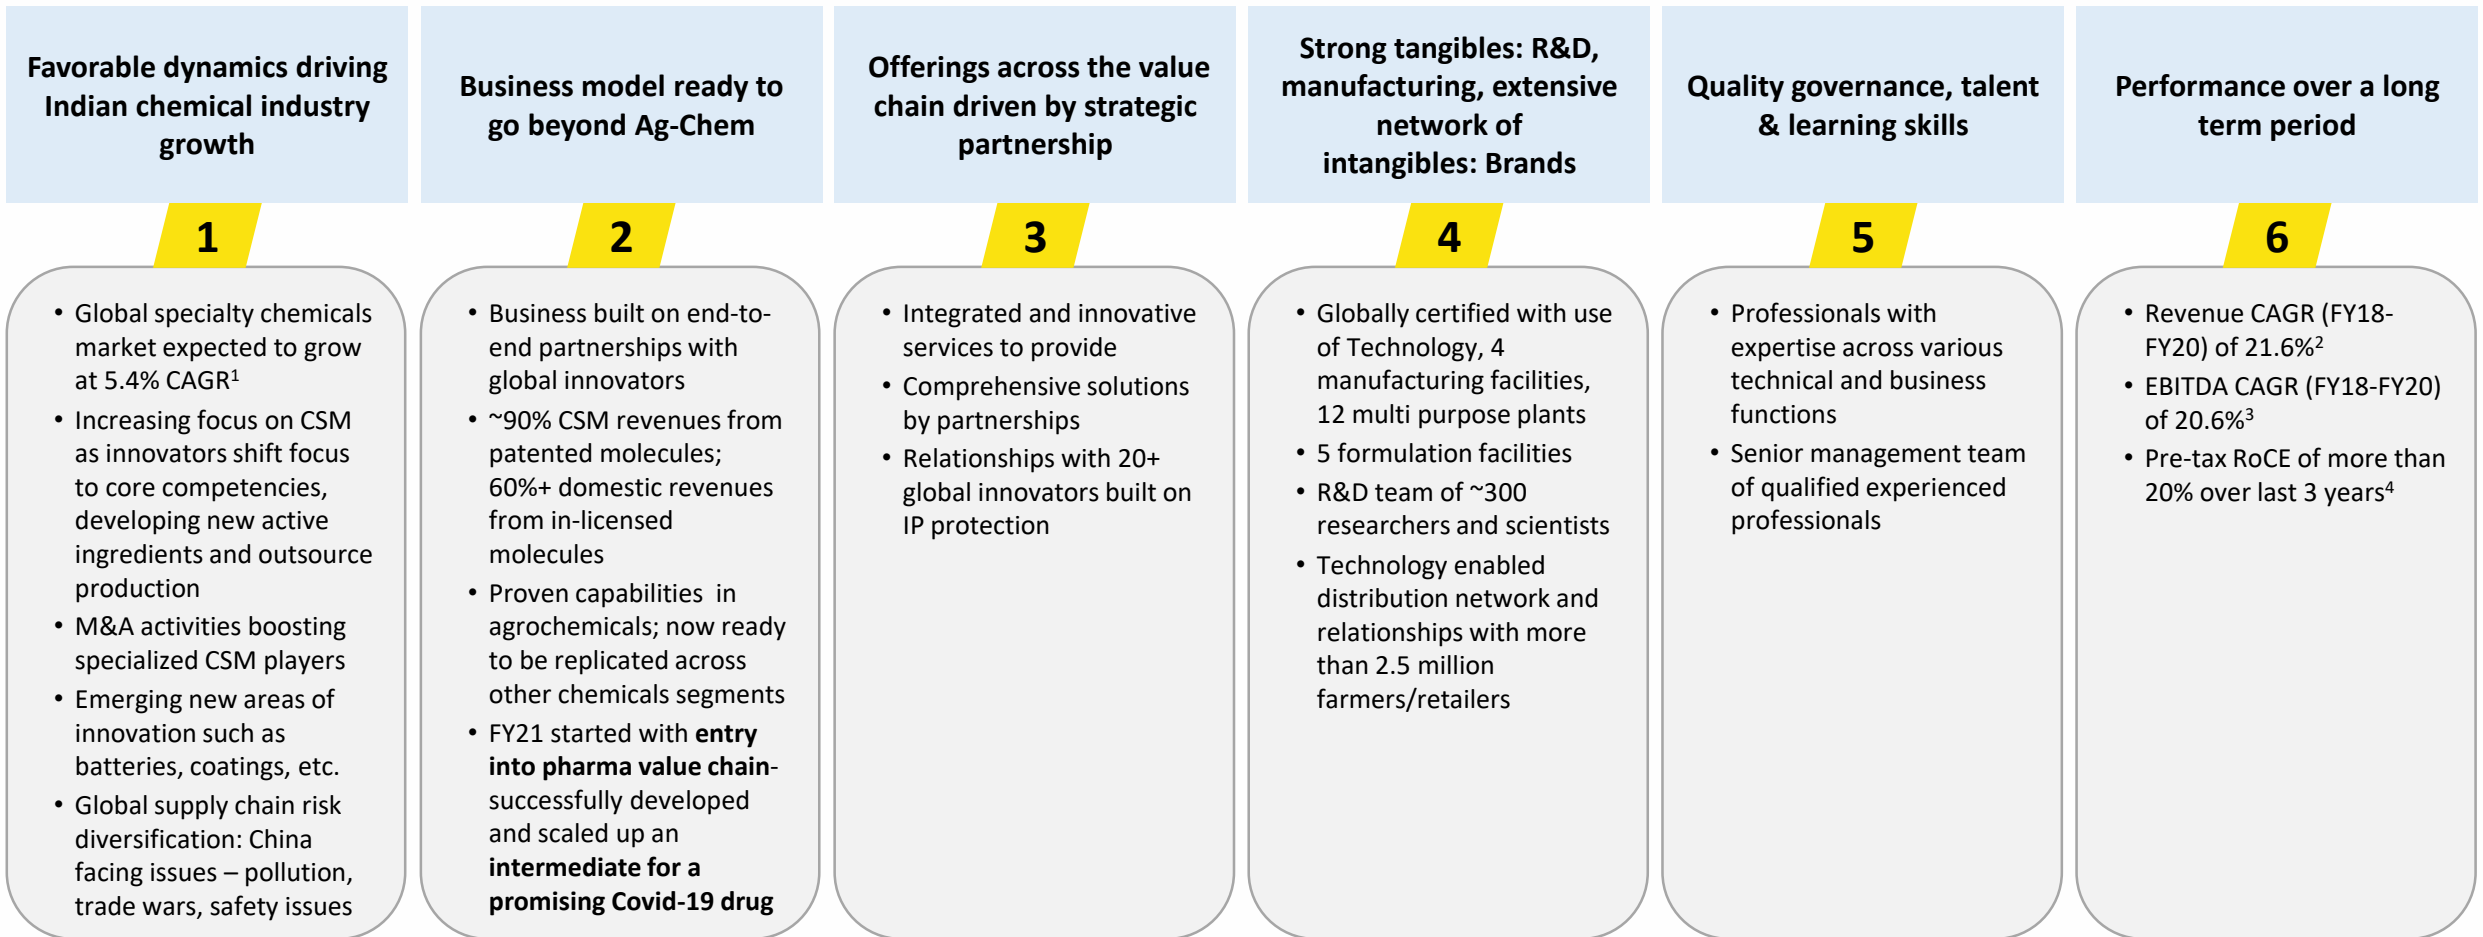 Favorable dynamics driving
Indian chemical industry
growth
1
• Global specialty chemicals
market expected to grow
at 5.4% CAGR¹
• Increasing focus on CSM
as innovators shift focus
to core competencies,
developing new active
ingredients and outsource
production
• M&A activities boosting
specialized CSM players
• Emerging new areas of
innovation such as
batteries, coatings, etc.
• Global supply chain risk
diversification: China
facing issues – pollution,
trade wars, safety issues
Business model ready to
go beyond Ag-Chem
2
• Business built on end-to-
end partnerships with
global innovators
• ~90% CSM revenues from
patented molecules;
60%+ domestic revenues
from in-licensed
molecules
• Proven capabilities in
agrochemicals; now ready
to be replicated across
other chemicals segments
• FY21 started with entry
into pharma value chain-
successfully developed
and scaled up an
intermediate for a
promising Covid-19 drug
Offerings across the value
chain driven by strategic
partnership
3
• Integrated and innovative
services to provide
• Comprehensive solutions
by partnerships
• Relationships with 20+
global innovators built on
IP protection
Strong tangibles: R&D,
manufacturing, extensive
network of
intangibles: Brands
4
• Globally certified with use
of Technology, 4
manufacturing facilities,
12 multi purpose plants
• 5 formulation facilities
• R&D team of ~300
researchers and scientists
• Technology enabled
distribution network and
relationships with more
than 2.5 million
farmers/retailers
Quality governance, talent
& learning skills
5
• Professionals with
expertise across various
technical and business
functions
• Senior management team
of qualified experienced
professionals
Performance over a long
term period
6
• Revenue CAGR (FY18-
FY20) of 21.6%²
• EBITDA CAGR (FY18-FY20)
of 20.6%³
• Pre-tax RoCE of more than
20% over last 3 years⁴